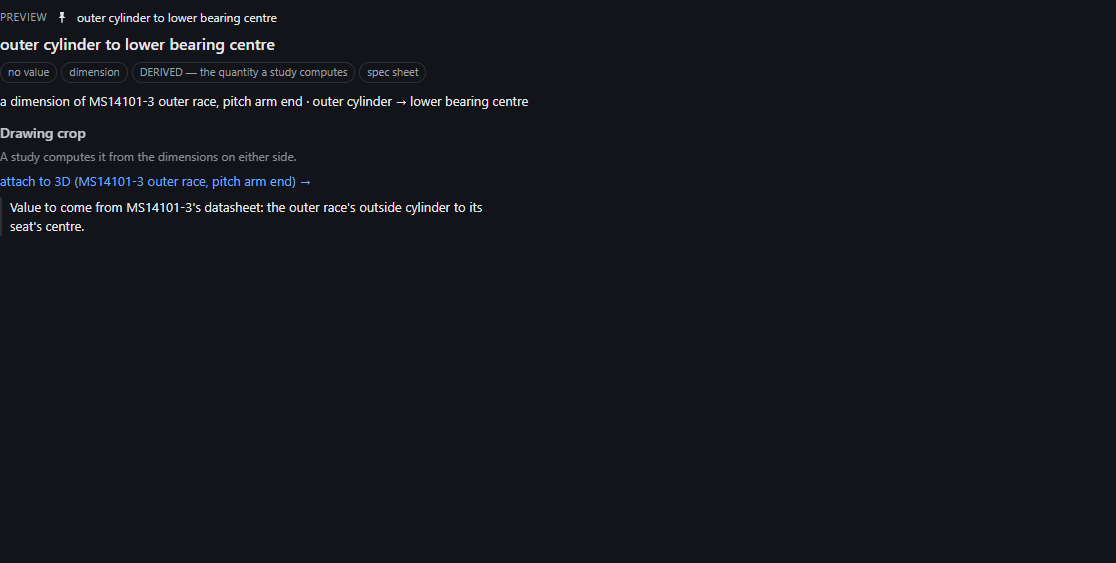 PREVIEW outer cylinder to lower bearing centre
outer cylinder to lower bearing centre
no value dimension DERIVED — the quantity a study computes spec sheet
a dimension of MS14101-3 outer race, pitch arm end · outer cylinder → lower bearing centre
Drawing crop
A study computes it from the dimensions on either side.
attach to 3D (MS14101-3 outer race, pitch arm end) →
Value to come from MS14101-3's datasheet: the outer race's outside cylinder to its
seat's centre.